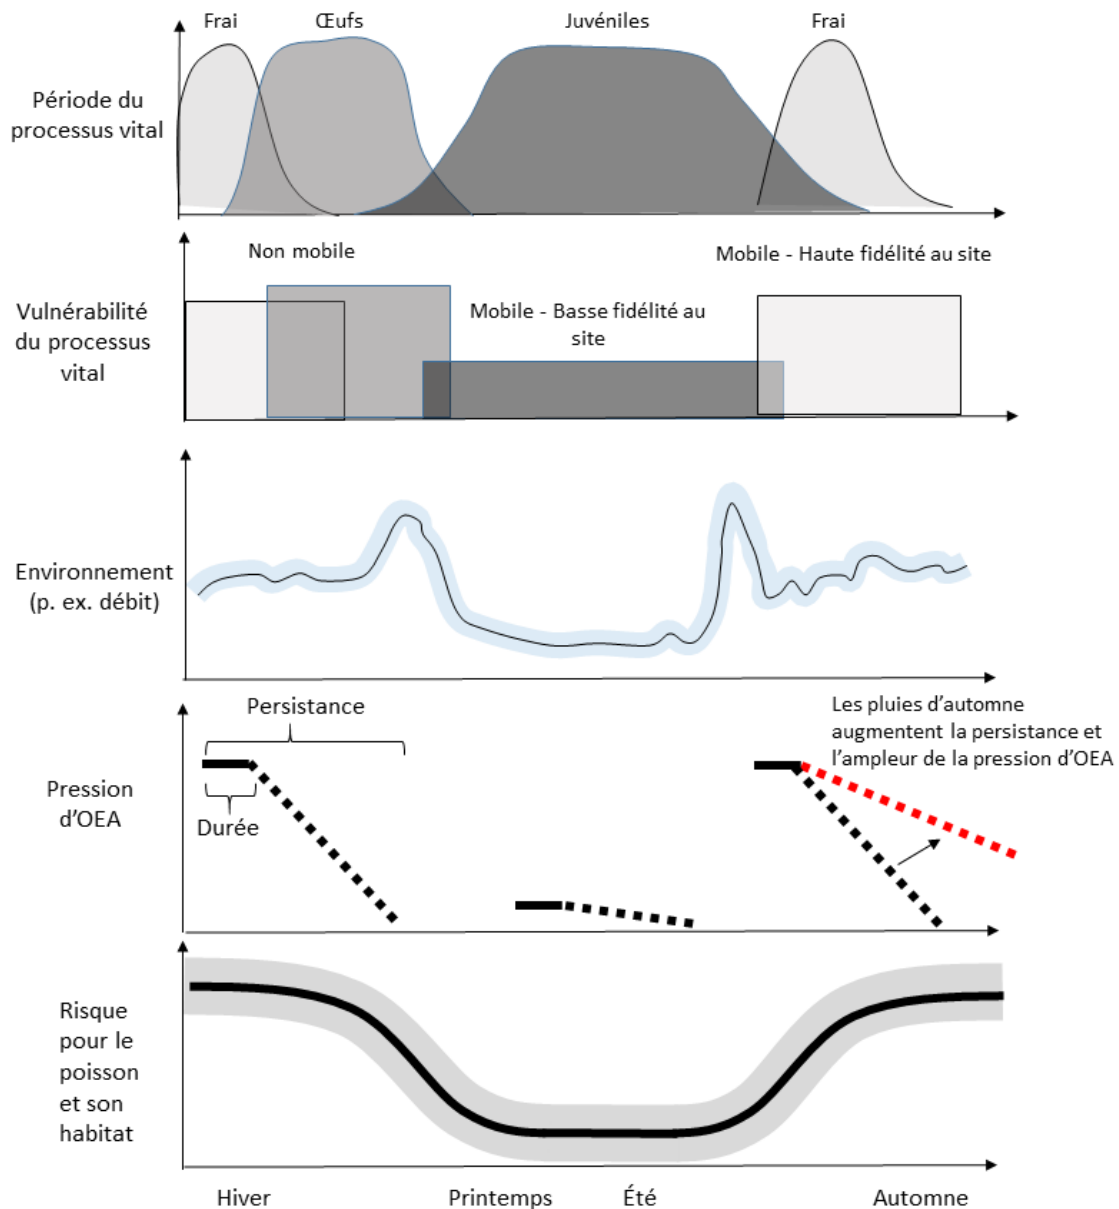 Frai
Œufs
Juvéniles
Frai
Période du
processus vital
Non mobile
Mobile - Haute fidélité au site
Vulnérabilité
du processus
vital
Mobile - Basse fidélité au
site
Environnement
(p. ex. débit)
Persistance
Les pluies d’automne
augmentent la persistance et
l’ampleur de la pression d’OEA
Pression
d’OEA
Durée
Risque
pour le
poisson
et son
habitat
Hiver
Printemps
Été
Automne